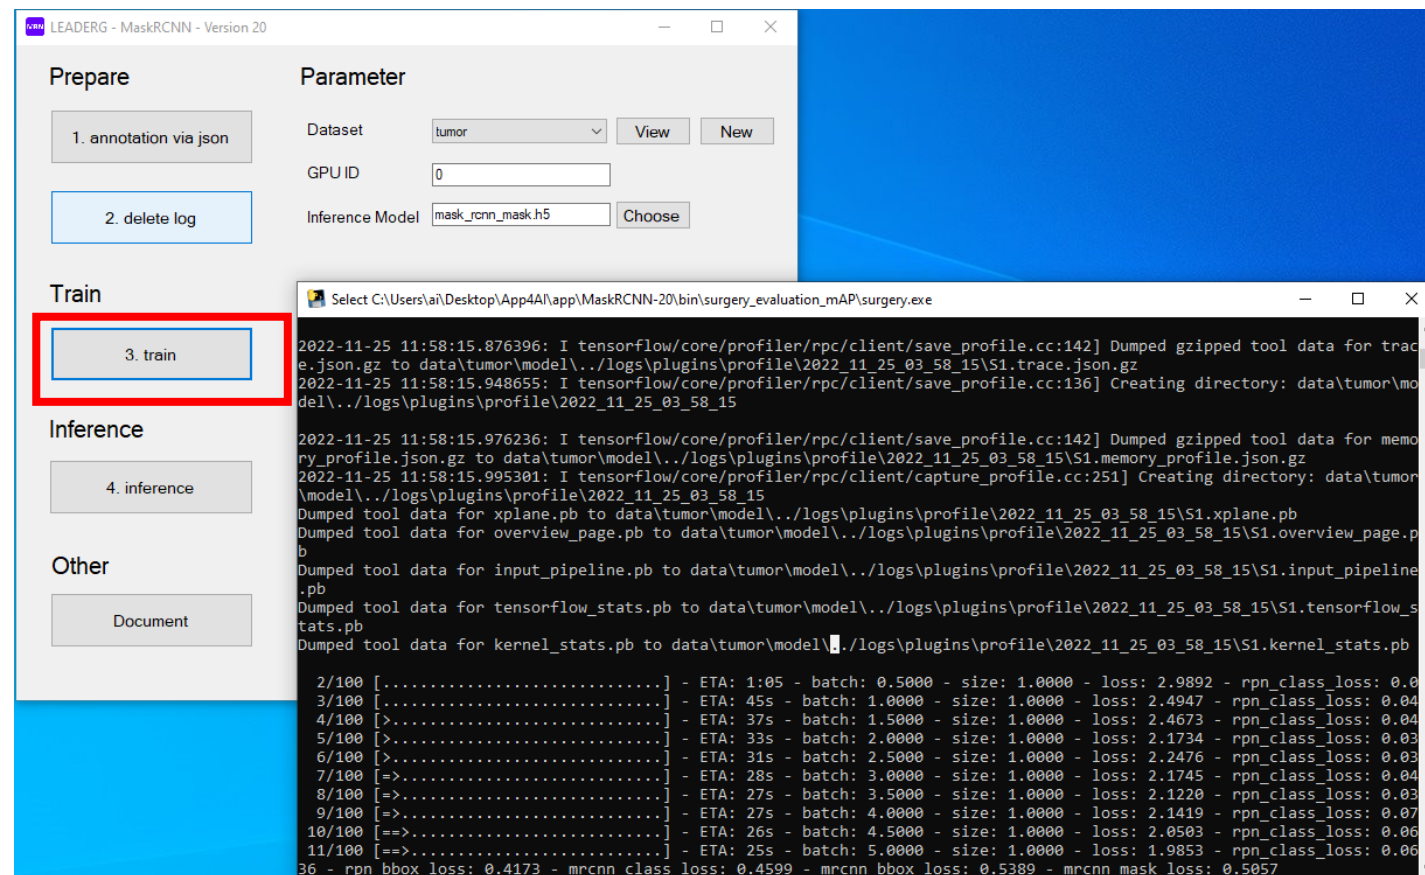 LEADERG - MaskRCNN - Version 20
Prepare
Parameter
1. annotation via json
Dataset
tumor
View
New
GPU ID
0
2. delete log
Inference Model
mask_rcnn_mask.h5
Choose
Train
3. train
Inference
4. inference
Other
Document
Select C:\Users\ai\Desktop\App4AI\app\MaskRCNN-20\bin\surgery_evaluation_mAP\surgery.exe
2022-11-25 11:58:15.876396: I tensorflow/core/profiler/rpc/client/save_profile.cc:142] Dumped gzipped tool data for trac
e.json.gz to data\tumor\model\../logs\plugins\profile\2022_11_25_03_58_15\S1.trace.json.gz
2022-11-25 11:58:15.948655: I tensorflow/core/profiler/rpc/client/save_profile.cc:136] Creating directory: data\tumor\mo
del\../logs\plugins\profile\2022_11_25_03_58_15
2022-11-25 11:58:15.976236: I tensorflow/core/profiler/rpc/client/save_profile.cc:142] Dumped gzipped tool data for memo
ry_profile.json.gz to data\tumor\model\../logs\plugins\profile\2022_11_25_03_58_15\S1.memory_profile.json.gz
2022-11-25 11:58:15.995301: I tensorflow/core/profiler/rpc/client/capture_profile.cc:251] Creating directory: data\tumor
\model\../logs\plugins\profile\2022_11_25_03_58_15
Dumped tool data for xplane.pb to data\tumor\model\../logs\plugins\profile\2022_11_25_03_58_15\S1.xplane.pb
Dumped tool data for overview_page.pb to data\tumor\model\../logs\plugins\profile\2022_11_25_03_58_15\S1.overview_page.p
b
Dumped tool data for input_pipeline.pb to data\tumor\model\../logs\plugins\profile\2022_11_25_03_58_15\S1.input_pipeline
.pb
Dumped tool data for tensorflow_stats.pb to data\tumor\model\../logs\plugins\profile\2022_11_25_03_58_15\S1.tensorflow_s
tats.pb
Dumped tool data for kernel_stats.pb to data\tumor\model\../logs\plugins\profile\2022_11_25_03_58_15\S1.kernel_stats.pb
2/100 [..............................] - ETA: 1:05 - batch: 0.5000 - size: 1.0000 - loss: 2.9892 - rpn_class_loss: 0.0
3/100 [..............................] - ETA: 45s - batch: 1.0000 - size: 1.0000 - loss: 2.4947 - rpn_class_loss: 0.04
4/100 [>.............................] - ETA: 37s - batch: 1.5000 - size: 1.0000 - loss: 2.4673 - rpn_class_loss: 0.04
5/100 [>.............................] - ETA: 33s - batch: 2.0000 - size: 1.0000 - loss: 2.1734 - rpn_class_loss: 0.03
6/100 [>.............................] - ETA: 31s - batch: 2.5000 - size: 1.0000 - loss: 2.2476 - rpn_class_loss: 0.03
7/100 [=>............................] - ETA: 28s - batch: 3.0000 - size: 1.0000 - loss: 2.1745 - rpn_class_loss: 0.04
8/100 [=>............................] - ETA: 27s - batch: 3.5000 - size: 1.0000 - loss: 2.1220 - rpn_class_loss: 0.03
9/100 [=>............................] - ETA: 27s - batch: 4.0000 - size: 1.0000 - loss: 2.1419 - rpn_class_loss: 0.07
10/100 [==>...........................] - ETA: 26s - batch: 4.5000 - size: 1.0000 - loss: 2.0503 - rpn_class_loss: 0.06
11/100 [==>...........................] - ETA: 25s - batch: 5.0000 - size: 1.0000 - loss: 1.9853 - rpn_class_loss: 0.06
36 - rpn_bbox_loss: 0.4173 - mrcnn_class_loss: 0.4599 - mrcnn_bbox_loss: 0.5389 - mrcnn_mask_loss: 0.5057